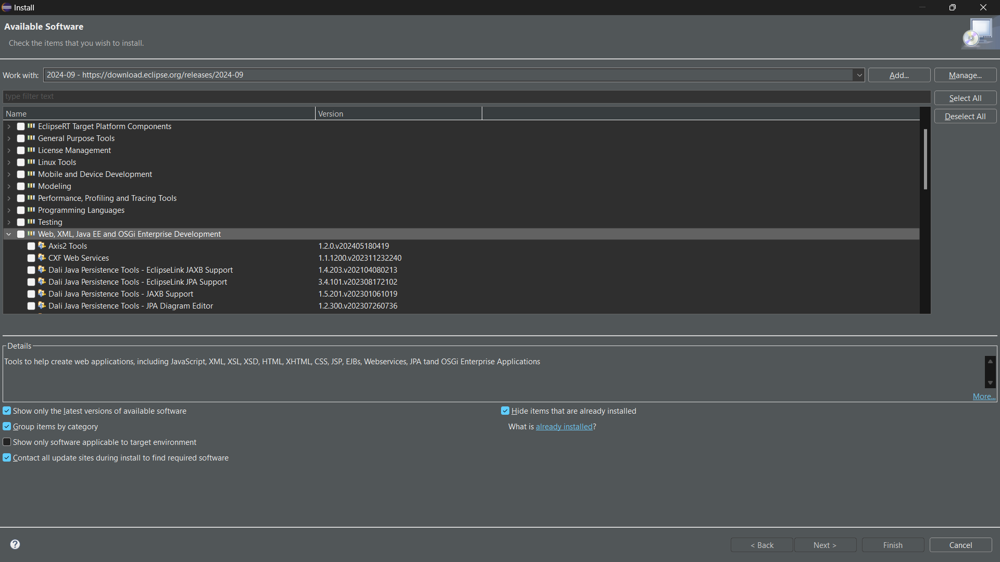 Install
Available Software
Check the items that you wish to install.
Work with: 2024-09 - https://download.eclipse.org/releases/2024-09 Add... Manage...
type filter text Select All
Name Version Deselect All
EclipseRT Target Platform Components
General Purpose Tools
License Management
Linux Tools
Mobile and Device Development
Modeling
Performance, Profiling and Tracing Tools
Programming Languages
Testing
Web, XML, Java EE and OSGi Enterprise Development
Axis2 Tools 1.2.0.v202405180419
CXF Web Services 1.1.1200.v202311232240
Dali Java Persistence Tools - EclipseLink JAXB Support 1.4.203.v202104080213
Dali Java Persistence Tools - EclipseLink JPA Support 3.4.101.v202308172102
Dali Java Persistence Tools - JAXB Support 1.5.201.v202301061019
Dali Java Persistence Tools - JPA Diagram Editor 1.2.300.v202307260736
Details
Tools to help create web applications, including JavaScript, XML, XSL, XSD, HTML, XHTML, CSS, JSP, EJBs, Webservices, JPA tand OSGi Enterprise Applications
More...
Show only the latest versions of available software Hide items that are already installed
Group items by category What is already installed?
Show only software applicable to target environment
Contact all update sites during install to find required software
? < Back Next > Finish Cancel